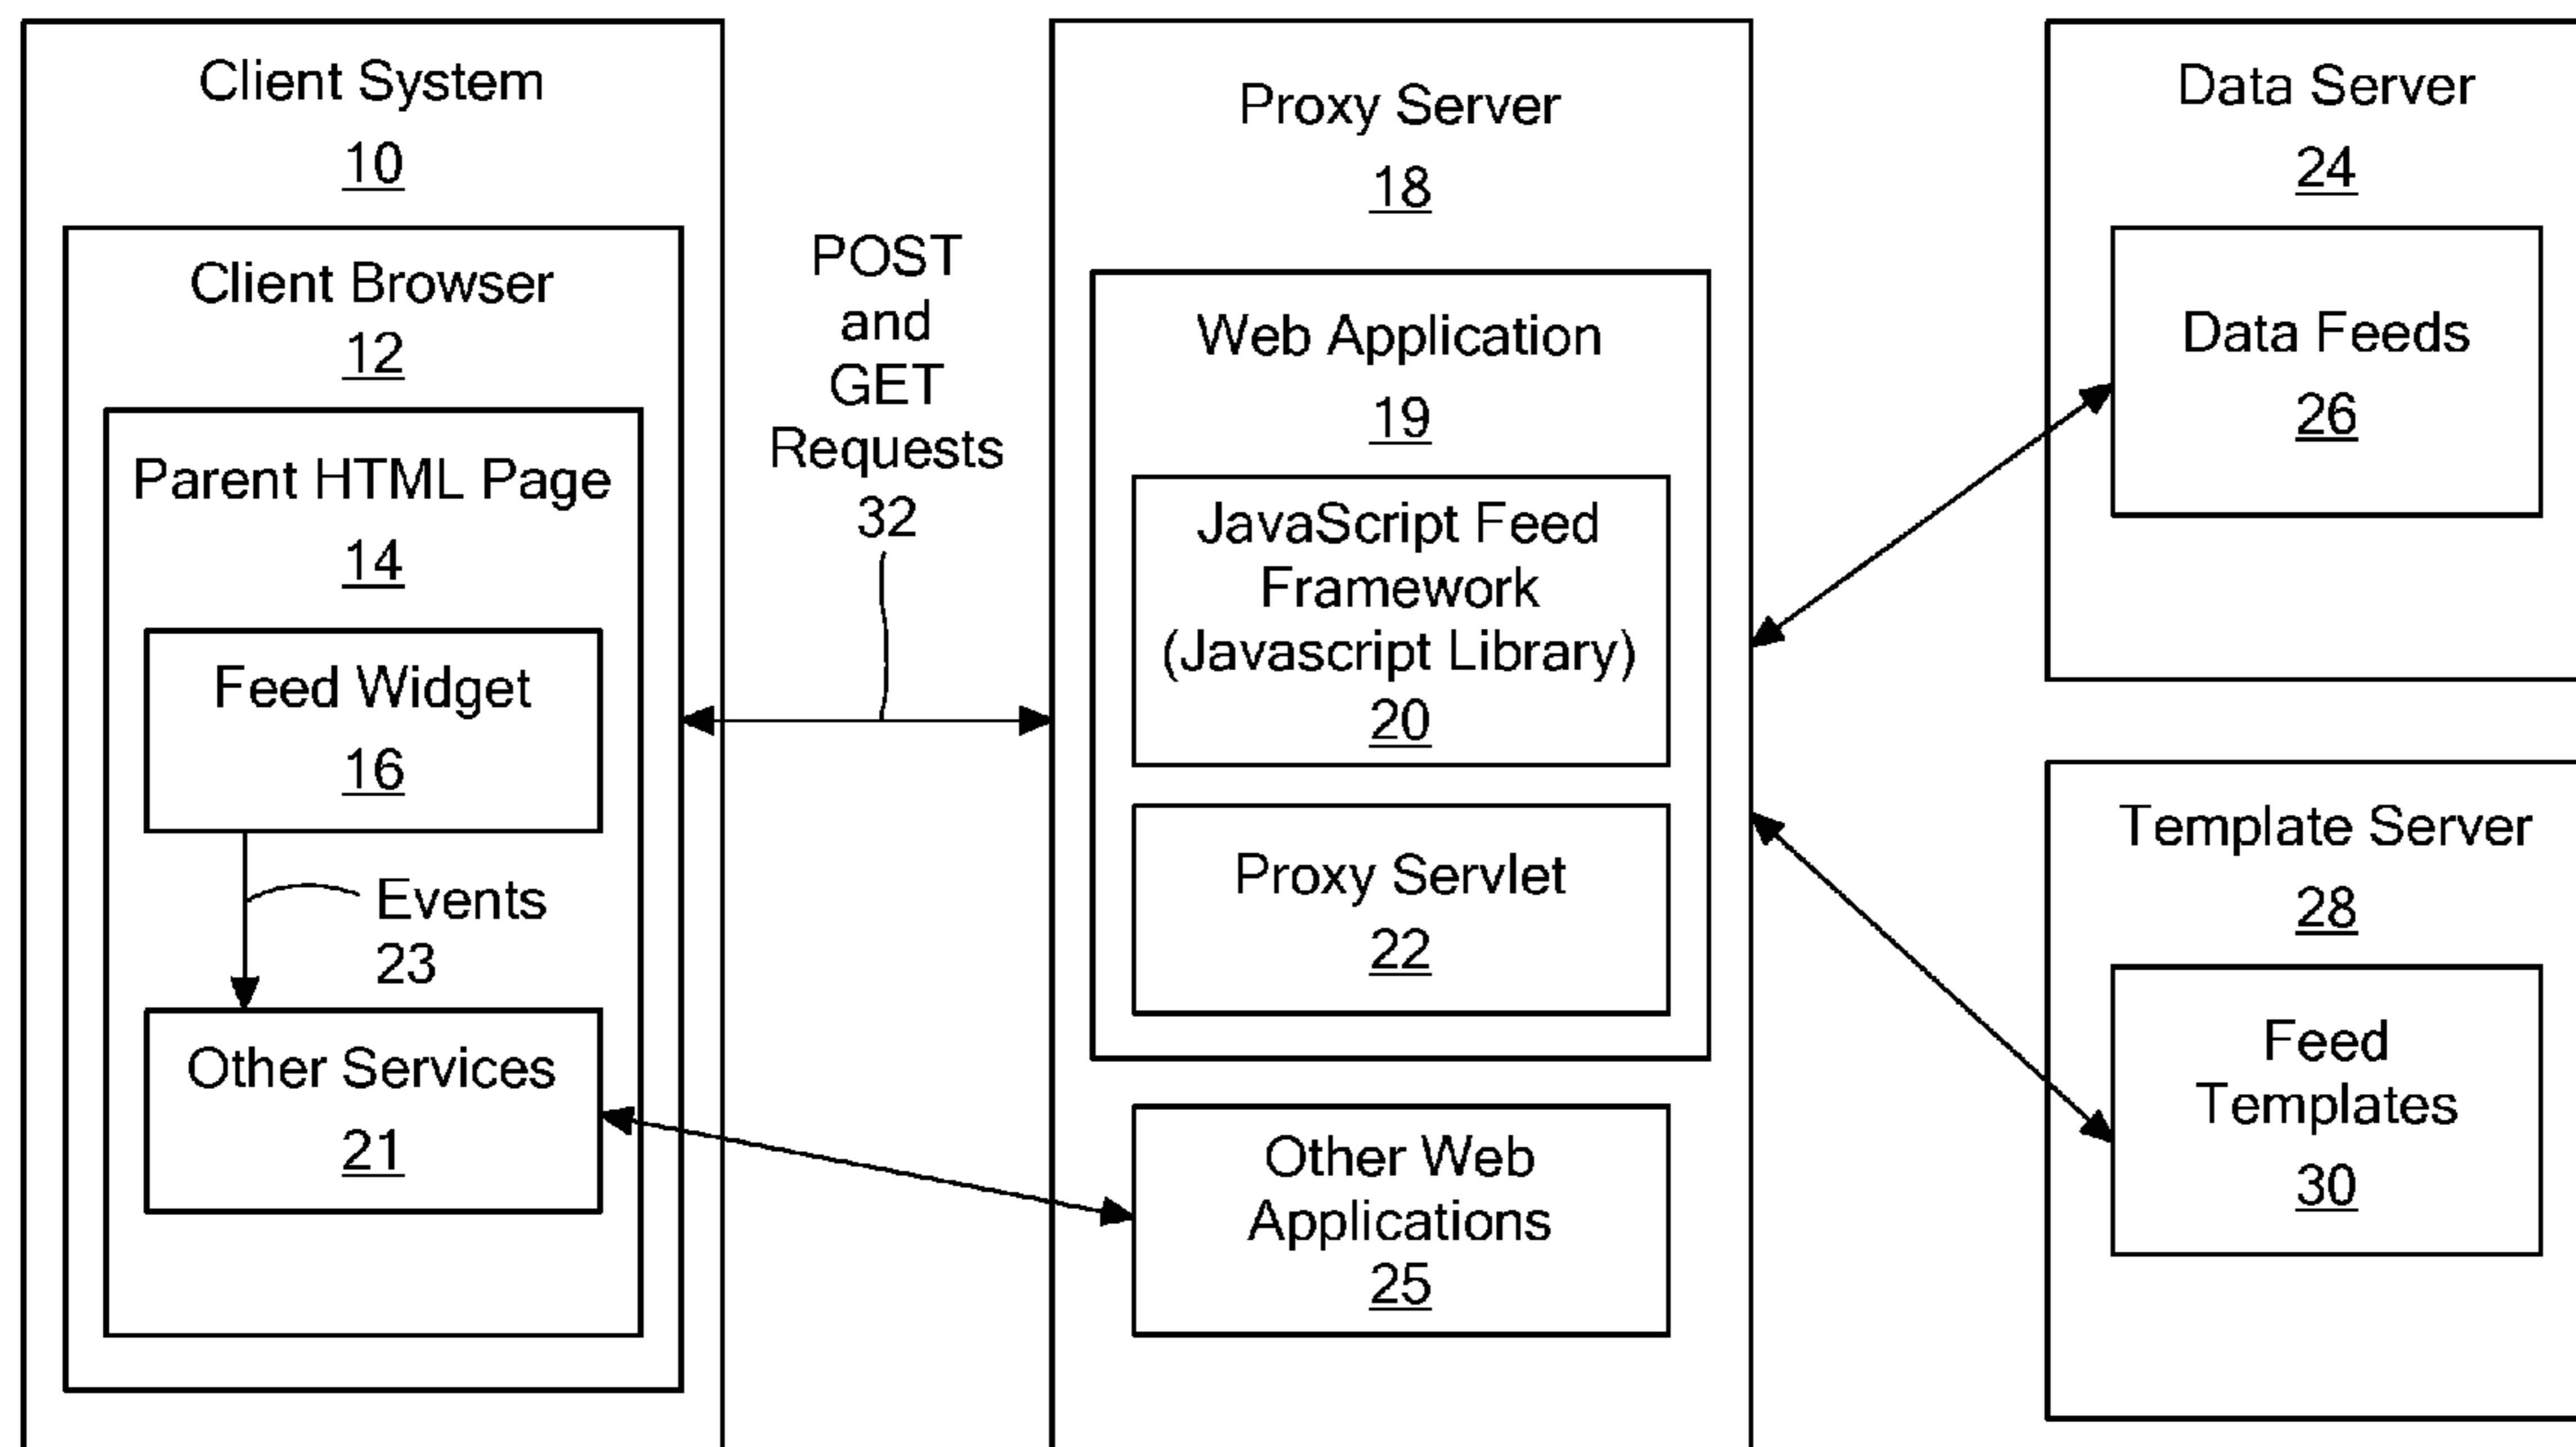 Client System
10
Client Browser
12
Parent HTML Page
14
Feed Widget
16
Events
23
Other Services
21
POST
and
GET
Requests
32
Proxy Server
18
Web Application
19
JavaScript Feed
Framework
(Javascript Library)
20
Proxy Servlet
22
Other Web
Applications
25
Data Server
24
Data Feeds
26
Template Server
28
Feed
Templates
30